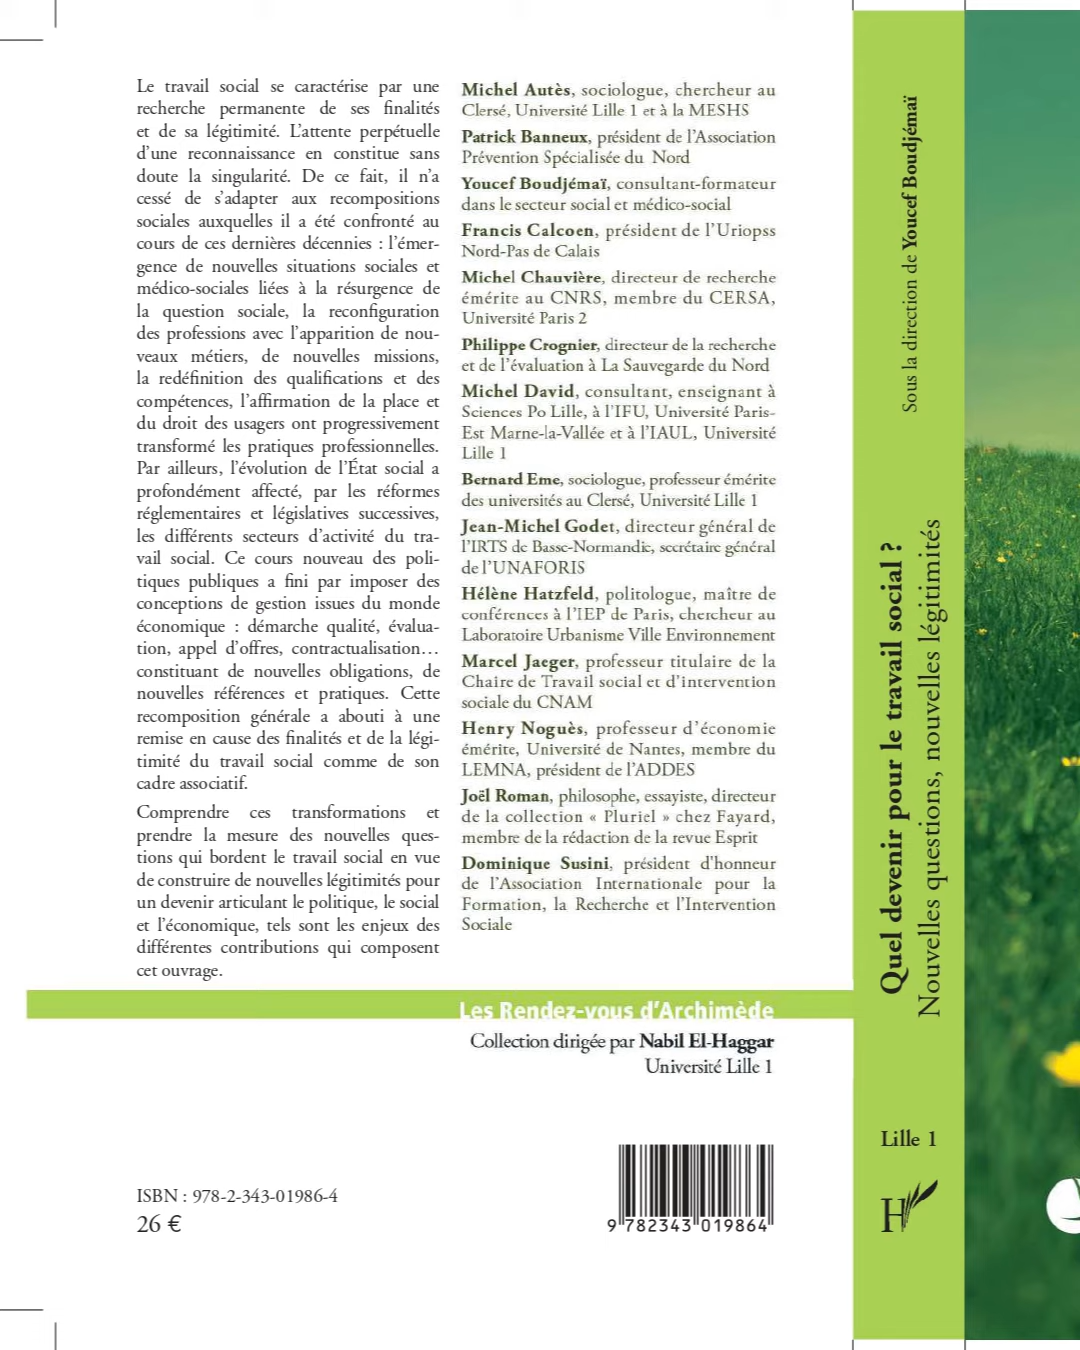 Le travail social se caractérise par une
recherche permanente de ses finalités
et de sa légitimité. L'attente perpétuelle
d'une reconnaissance en constitue sans
doute la singularité. De ce fait, il n'a
cessé de s'adapter aux recompositions
sociales auxquelles il a été confronté au
cours de ces dernières décennies : l'émer-
gence de nouvelles situations sociales et
médico-sociales liées à la résurgence de
la question sociale, la reconfiguration
des professions avec l'apparition de nou-
veaux métiers, de nouvelles missions,
la redéfinition des qualifications et des
compétences, l'affirmation de la place et
du droit des usagers ont progressivement
transformé les pratiques professionnelles.
Par ailleurs, l'évolution de l'État social a
profondément affecté, par les réformes
réglementaires et législatives successives,
les différents secteurs d'activité du tra-
vail social. Ce cours nouveau des poli-
tiques publiques a fini par imposer des
conceptions de gestion issues du monde
économique : démarche qualité, évalua-
tion, appel d'offres, contractualisation…
constituant de nouvelles obligations, de
nouvelles références et pratiques. Cette
recomposition générale a abouti à une
remise en cause des finalités et de la légi-
timité du travail social comme de son
cadre associatif.
Comprendre ces transformations et
prendre la mesure des nouvelles ques-
tions qui bordent le travail social en vue
de construire de nouvelles légitimités pour
un devenir articulant le politique, le social
et l'économique, tels sont les enjeux des
différentes contributions qui composent
cet ouvrage.
Michel Autès, sociologue, chercheur au
Clersé, Université Lille 1 et à la MESHS
Patrick Banneux, président de l'Association
Prévention Spécialisée du Nord
Youcef Boudjémaï, consultant-formateur
dans le secteur social et médico-social
Francis Calcoen, président de l'Uriopss
Nord-Pas de Calais
Michel Chauvière, directeur de recherche
émérite au CNRS, membre du CERSA,
Université Paris 2
Philippe Crognier, directeur de la recherche
et de l'évaluation à La Sauvegarde du Nord
Michel David, consultant, enseignant à
Sciences Po Lille, à l'IFU, Université Paris-
Est Marne-la-Vallée et à l'IAUL, Université
Lille 1
Bernard Eme, sociologue, professeur émérite
des universités au Clersé, Université Lille 1
Jean-Michel Godet, directeur général de
l'IRTS de Basse-Normandie, secrétaire général
de l'UNAFORIS
Hélène Hatzfeld, politologue, maître de
conférences à l'IEP de Paris, chercheur au
Laboratoire Urbanisme Ville Environnement
Marcel Jaeger, professeur titulaire de la
Chaire de Travail social et d'intervention
sociale du CNAM
Henry Noguès, professeur d'économie
émérite, Université de Nantes, membre du
LEMNA, président de l'ADDES
Joël Roman, philosophe, essayiste, directeur
de la collection « Pluriel » chez Fayard,
membre de la rédaction de la revue Esprit
Dominique Susini, président d'honneur
de l'Association Internationale pour la
Formation, la Recherche et l'Intervention
Sociale
Les Rendez-vous d'Archimède
Collection dirigée par Nabil El-Haggar
Université Lille 1
ISBN : 978-2-343-01986-4
26 €
9 782343 019864
Sous la direction de Youcef Boudjémaï
Quel devenir pour le travail social ?
Nouvelles questions, nouvelles légitimités
Lille 1
H